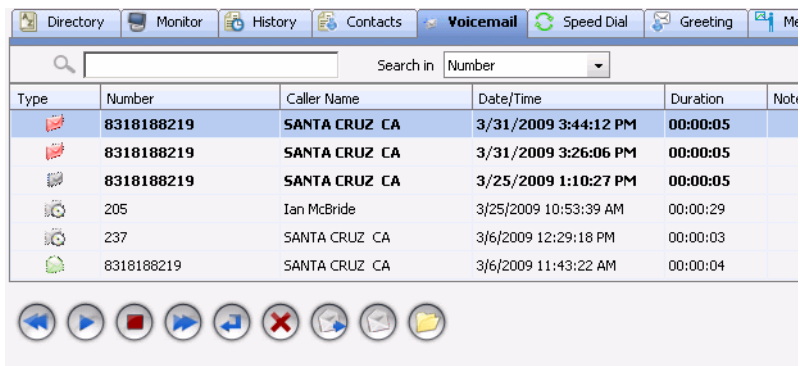 Directory Monitor History Contacts Voicemail Speed Dial Greeting Me
Search in Number
Type Number Caller Name Date/Time Duration Note
8318188219 SANTA CRUZ CA 3/31/2009 3:44:12 PM 00:00:05
8318188219 SANTA CRUZ CA 3/31/2009 3:26:06 PM 00:00:05
8318188219 SANTA CRUZ CA 3/25/2009 1:10:27 PM 00:00:05
205 Ian McBride 3/25/2009 10:53:39 AM 00:00:29
237 SANTA CRUZ CA 3/6/2009 12:29:18 PM 00:00:03
8318188219 SANTA CRUZ CA 3/6/2009 11:43:22 AM 00:00:04